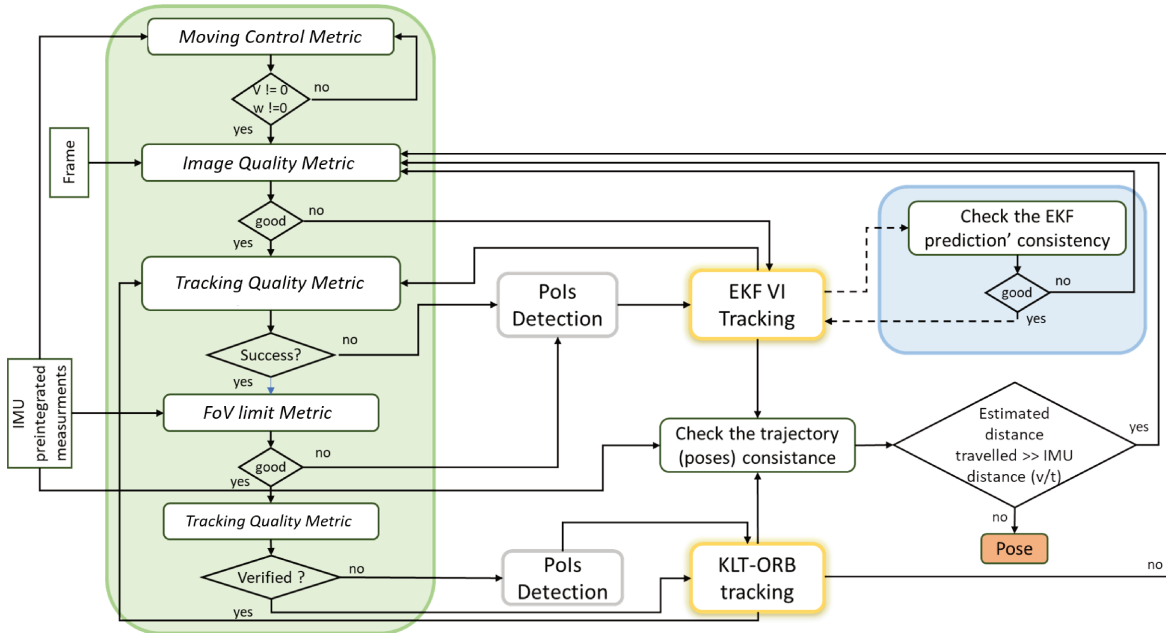 Moving Control Metric
V != 0
w !=0
no
yes
Frame
Image Quality Metric
good
no
yes
Check the EKF
prediction' consistency
good
no
yes
Tracking Quality Metric
PoIs
Detection
EKF VI
Tracking
Success?
no
yes
IMU
preintegrated
measurments
FoV limit Metric
good
no
yes
Check the trajectory
(poses) consistance
Estimated
distance
travelled >> IMU
distance (v/t)
yes
no
Pose
Tracking Quality Metric
Verified ?
no
yes
PoIs
Detection
KLT-ORB
tracking
no